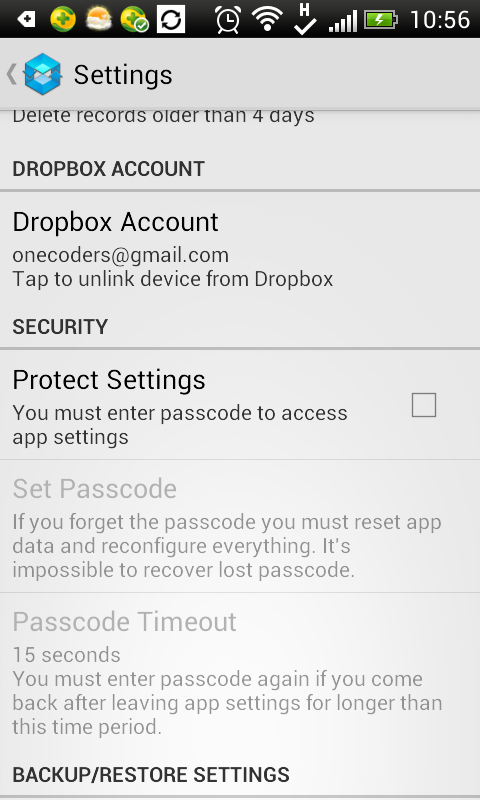 H
10:56
Settings
Delete records older than 4 days
DROPBOX ACCOUNT
Dropbox Account
onecoders@gmail.com
Tap to unlink device from Dropbox
SECURITY
Protect Settings
You must enter passcode to access
app settings
Set Passcode
If you forget the passcode you must reset app
data and reconfigure everything. It's
impossible to recover lost passcode.
Passcode Timeout
15 seconds
You must enter passcode again if you come
back after leaving app settings for longer than
this time period.
BACKUP/RESTORE SETTINGS